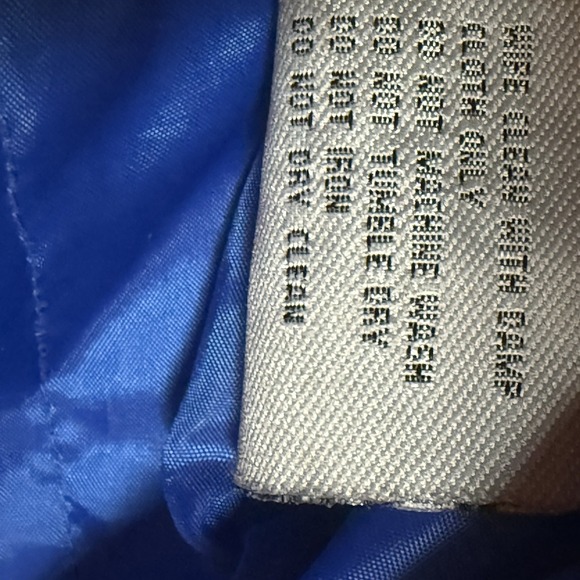 WIPE CLEAN WITH DAMP
CLOTH ONLY
DO NOT MACHINE WASH
DO NOT TUMBLE DRY
DO NOT IRON
DO NOT DRY CLEAN